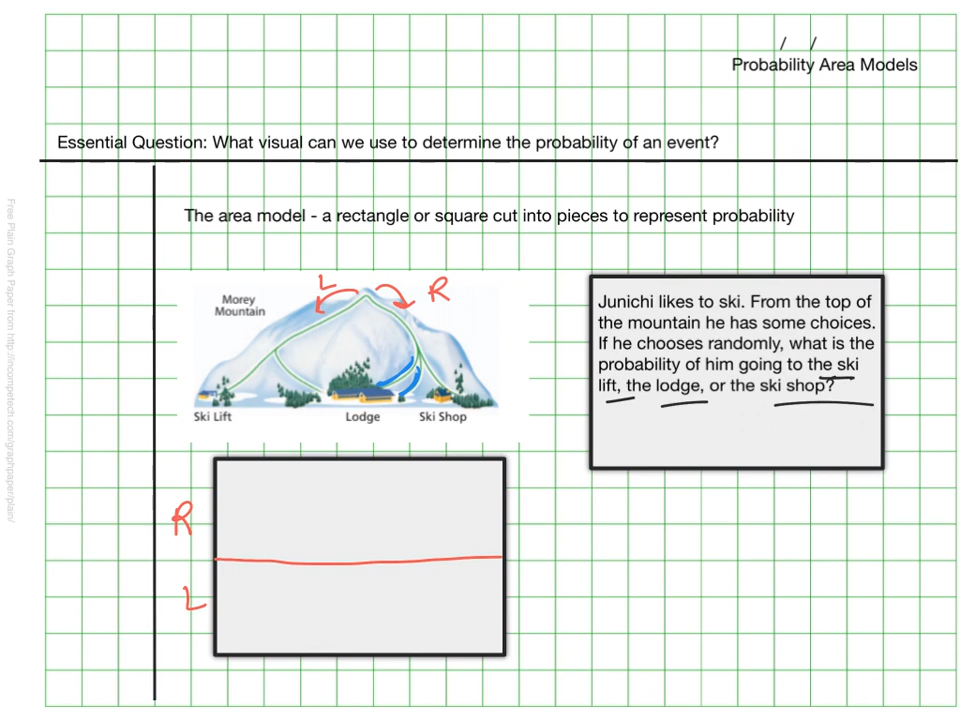 / /
Probability Area Models
Essential Question: What visual can we use to determine the probability of an event?
The area model - a rectangle or square cut into pieces to represent probability
L
R
Morey
Mountain
Ski Lift
Lodge
Ski Shop
Junichi likes to ski. From the top of
the mountain he has some choices.
If he chooses randomly, what is the
probability of him going to the ski
lift, the lodge, or the ski shop?
R
L
Free Plain Graph Paper from http://incompetech.com/graphpaper/plain/